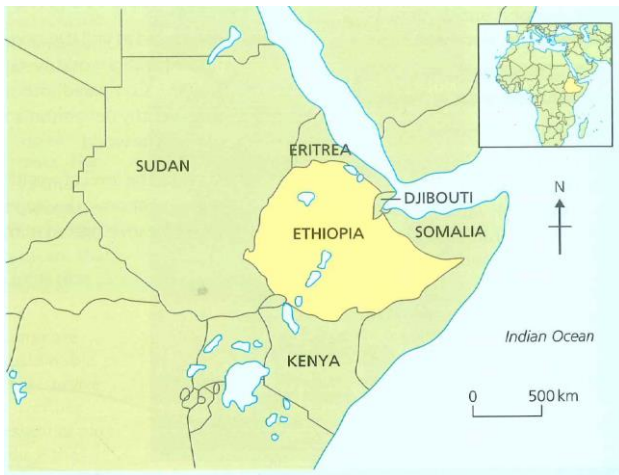 ERITREA
SUDAN
DJIBOUTI
N
ETHIOPIA
SOMALIA
Indian Ocean
KENYA
0 500 km